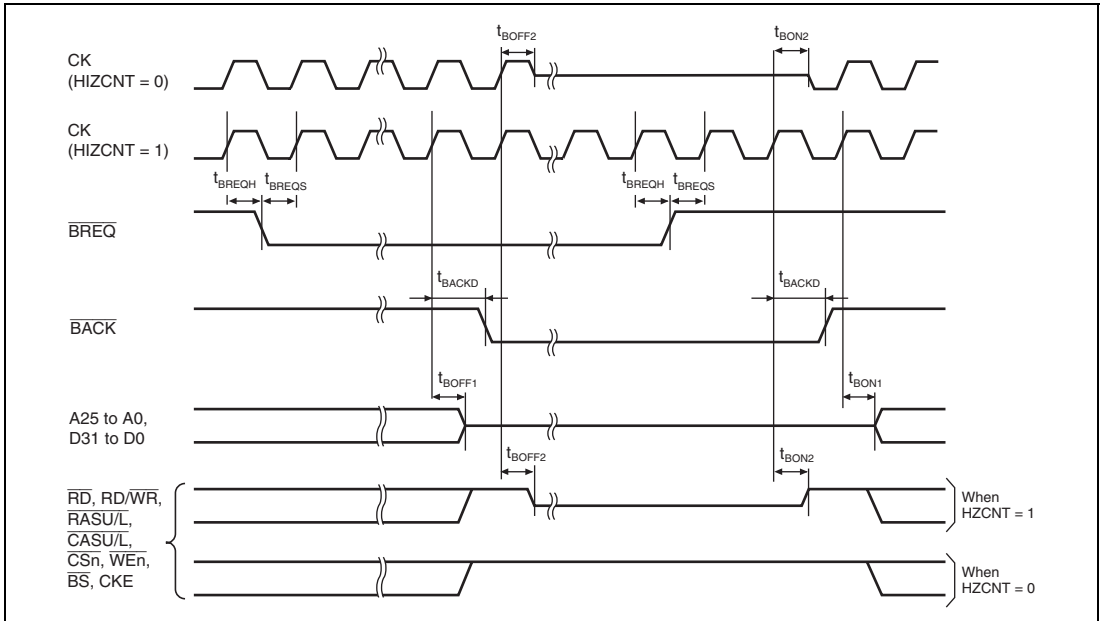 tBOFF2
tBON2
CK
(HIZCNT = 0)
CK
(HIZCNT = 1)
tBREQH
tBREQS
tBREQH
tBREQS
BREQ
tBACKD
tBACKD
BACK
tBOFF1
tBON1
A25 to A0,
D31 to D0
tBOFF2
tBON2
RD, RD/WR,
RASU/L,
CASU/L,
CSn, WEn,
BS, CKE
When
HZCNT = 1
When
HZCNT = 0